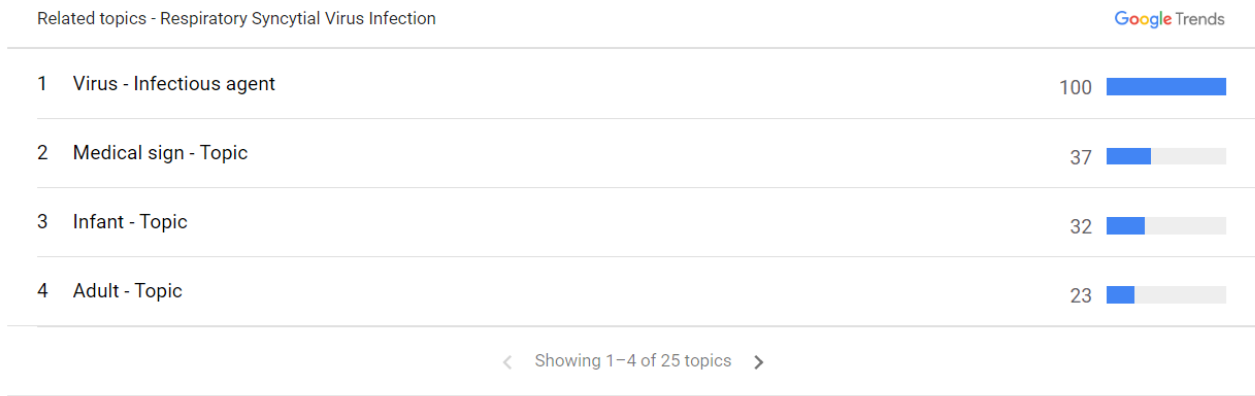 Related topics - Respiratory Syncytial Virus Infection Google Trends
1 Virus - Infectious agent 100
2 Medical sign - Topic 37
3 Infant - Topic 32
4 Adult - Topic 23
Showing 1–4 of 25 topics